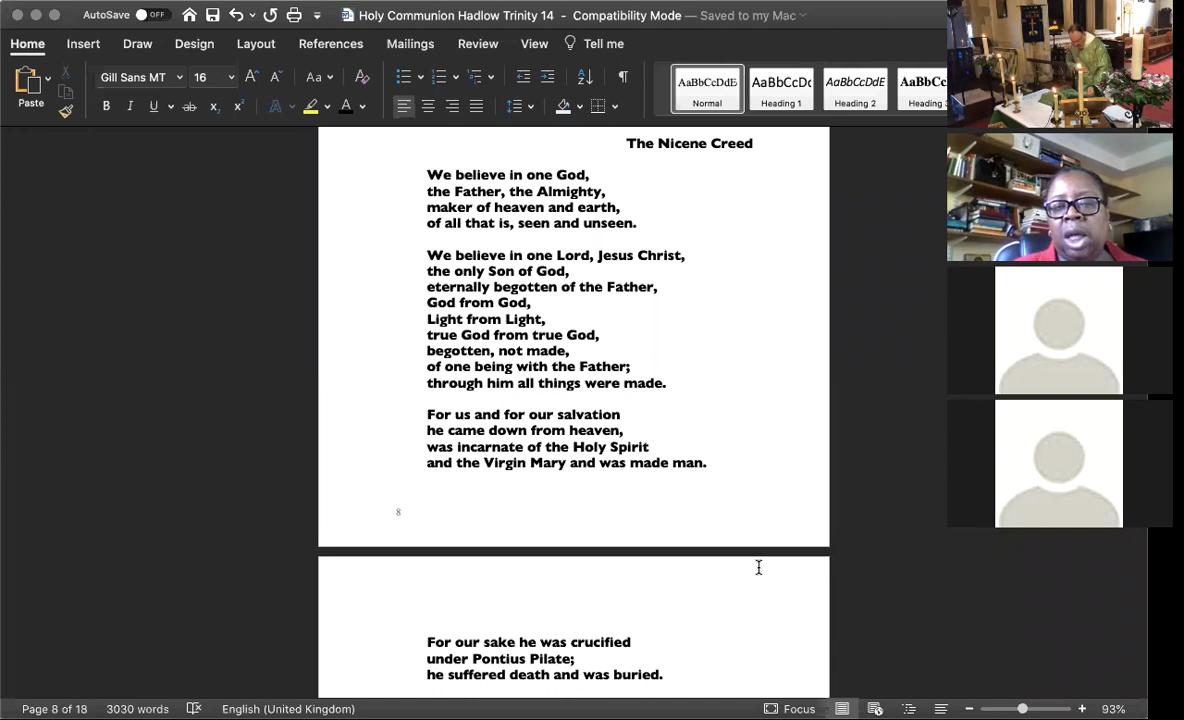 AutoSave OFF Holy Communion Hadlow Trinity 14 - Compatibility Mode — Saved to my Mac
Home Insert Draw Design Layout References Mailings Review View Tell me
Paste Gill Sans MT 16 A A Aa A
B I U ab x₂ x² A A
AaBbCcDdE AaBbCcDc AaBbCcDdE AaBbCc
Normal Heading 1 Heading 2 Heading
The Nicene Creed
We believe in one God,
the Father, the Almighty,
maker of heaven and earth,
of all that is, seen and unseen.
We believe in one Lord, Jesus Christ,
the only Son of God,
eternally begotten of the Father,
God from God,
Light from Light,
true God from true God,
begotten, not made,
of one being with the Father;
through him all things were made.
For us and for our salvation
he came down from heaven,
was incarnate of the Holy Spirit
and the Virgin Mary and was made man.
8
For our sake he was crucified
under Pontius Pilate;
he suffered death and was buried.
Page 8 of 18 3030 words English (United Kingdom) Focus 93%